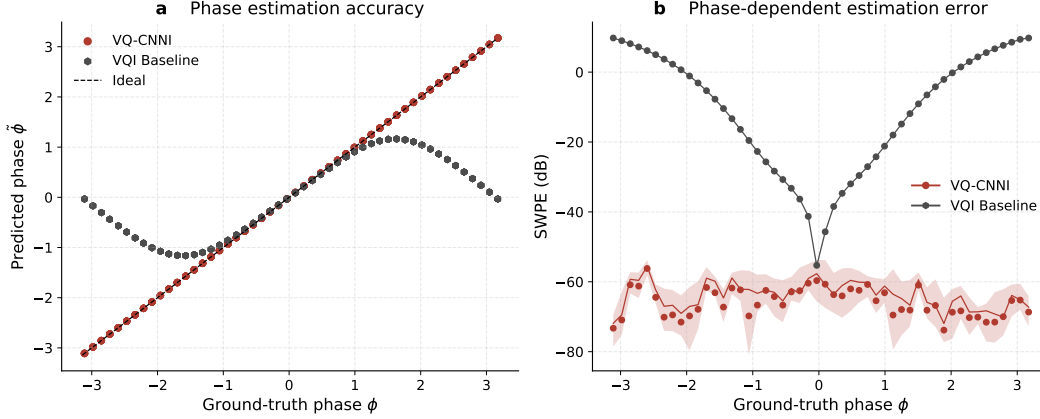 a Phase estimation accuracy
VQ-CNNI
VQI Baseline
Ideal
3
2
1
0
−1
−2
−3
Predicted phase ϕ̃
−3 −2 −1 0 1 2 3
Ground-truth phase ϕ
b Phase-dependent estimation error
0
−20
−40
−60
−80
SWPE (dB)
VQ-CNNI
VQI Baseline
−3 −2 −1 0 1 2 3
Ground-truth phase ϕ